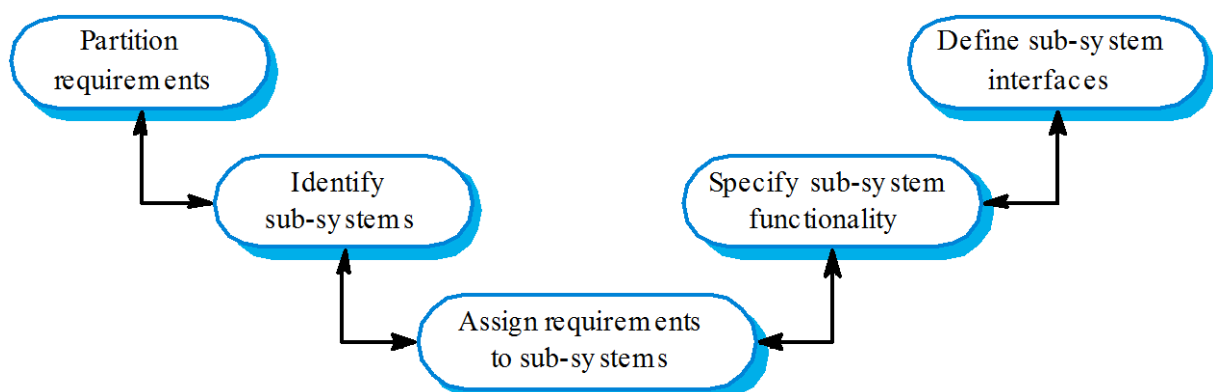 Partition
requirements
Define sub-system
interfaces
Identify
sub-systems
Specify sub-system
functionality
Assign requirements
to sub-systems